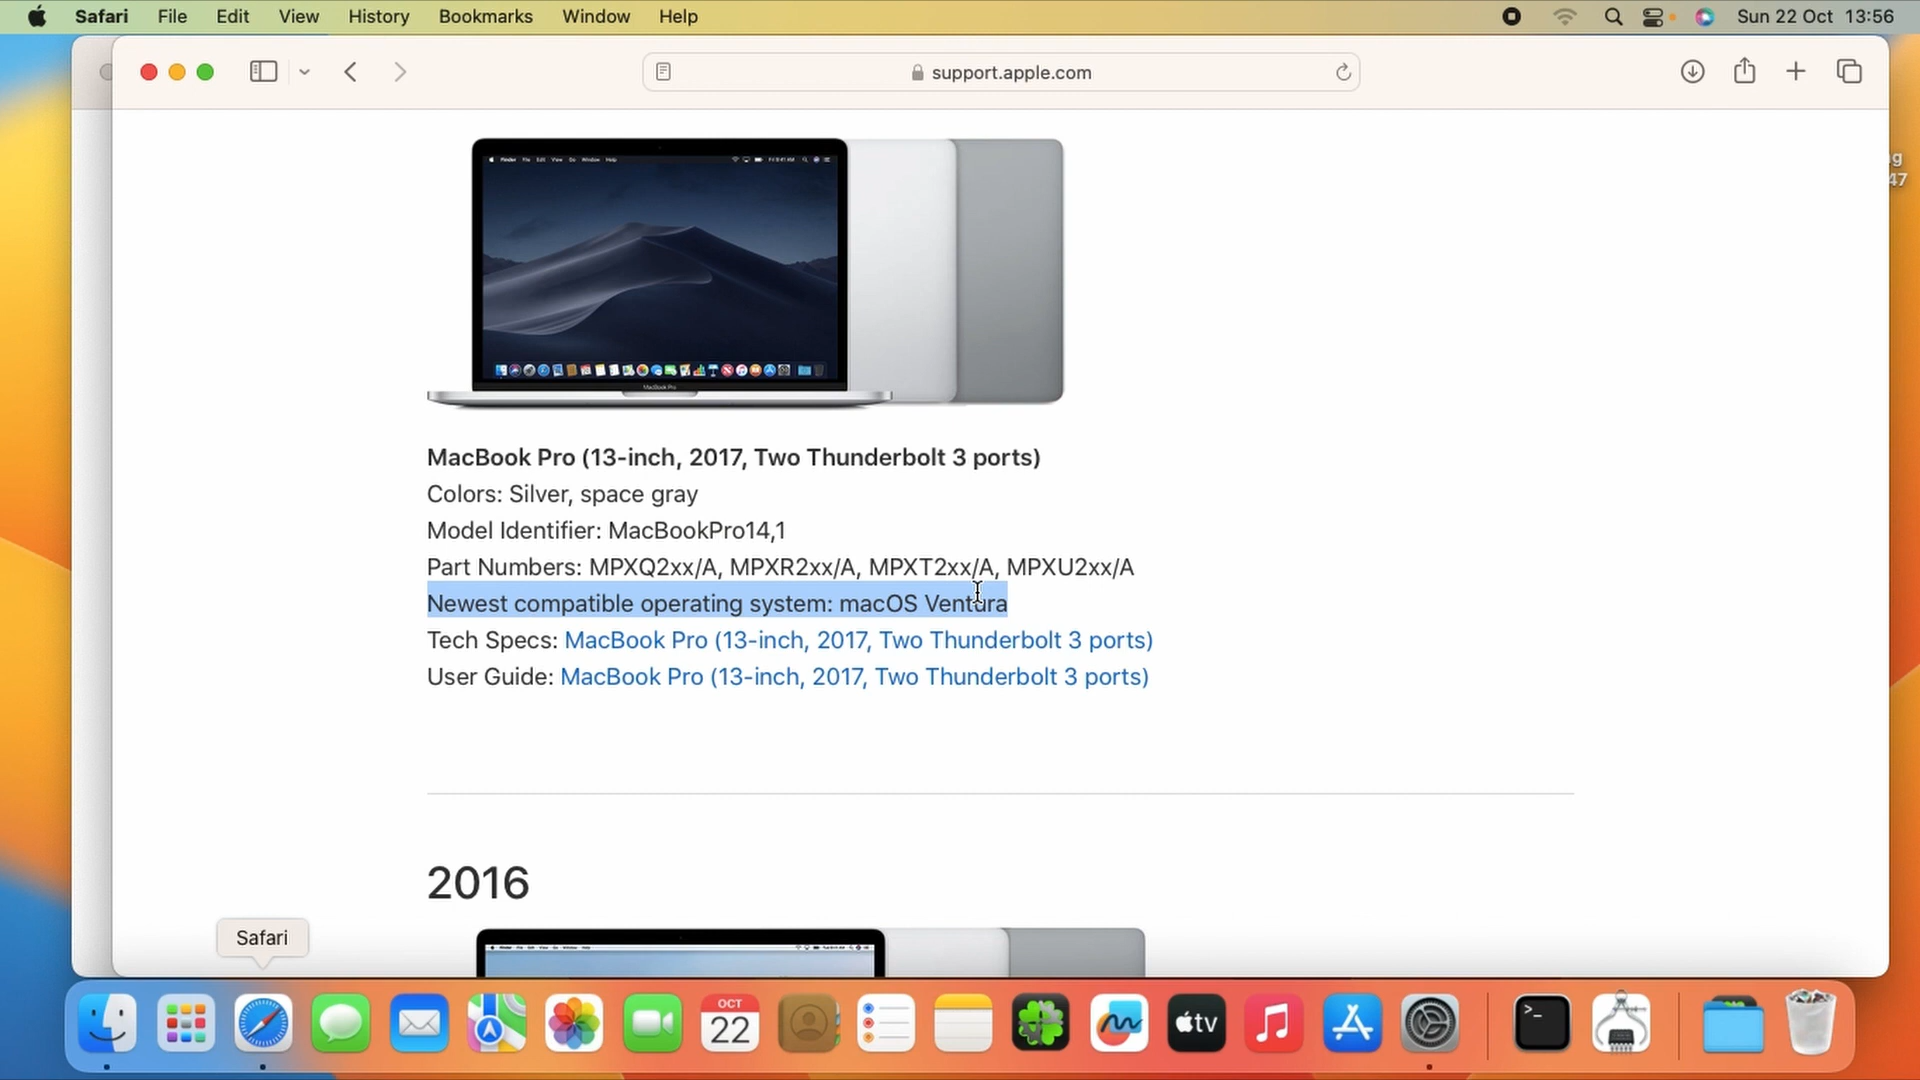 Safari File Edit View History Bookmarks Window Help Sun 22 Oct 13:56
support.apple.com
MacBook Pro
MacBook Pro (13-inch, 2017, Two Thunderbolt 3 ports)
Colors: Silver, space gray
Model Identifier: MacBookPro14,1
Part Numbers: MPXQ2xx/A, MPXR2xx/A, MPXT2xx/A, MPXU2xx/A
Newest compatible operating system: macOS Ventura
Tech Specs: MacBook Pro (13-inch, 2017, Two Thunderbolt 3 ports)
User Guide: MacBook Pro (13-inch, 2017, Two Thunderbolt 3 ports)
2016
Safari
OCT
22
tv
>_